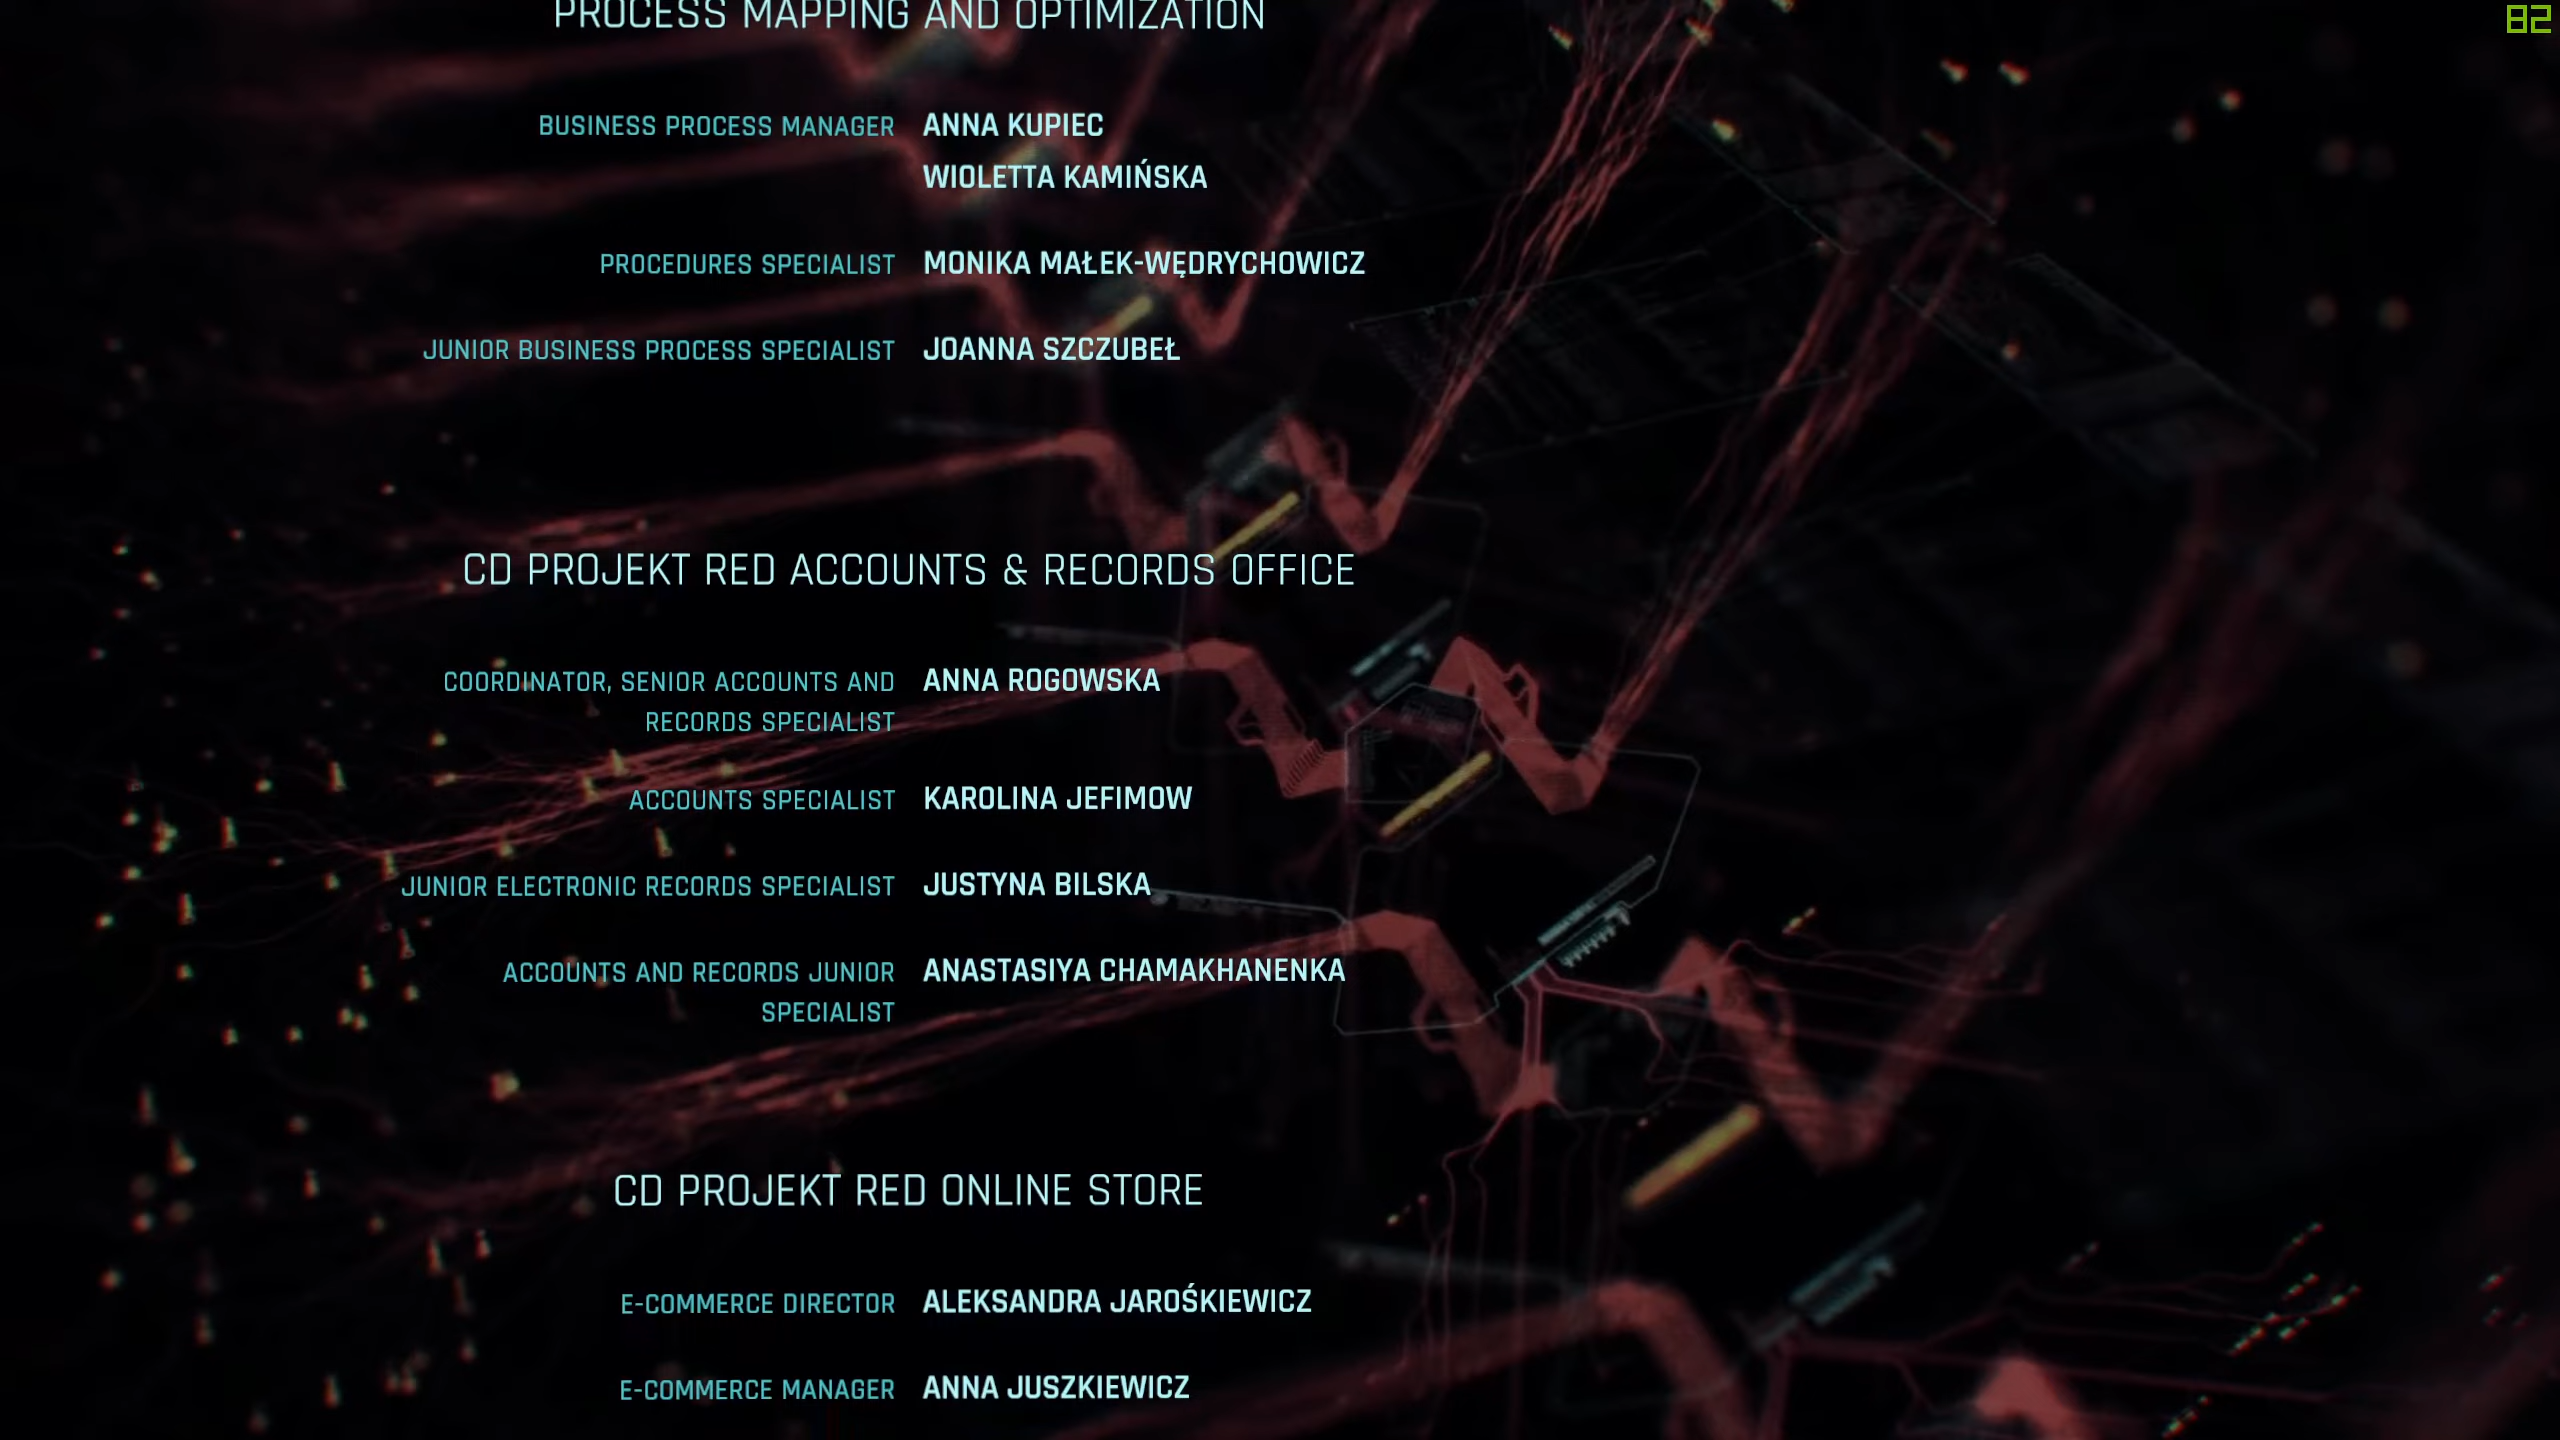 82
PROCESS MAPPING AND OPTIMIZATION
BUSINESS PROCESS MANAGER ANNA KUPIEC
WIOLETTA KAMIŃSKA
PROCEDURES SPECIALIST MONIKA MAŁEK-WĘDRYCHOWICZ
JUNIOR BUSINESS PROCESS SPECIALIST JOANNA SZCZUBEŁ
CD PROJEKT RED ACCOUNTS & RECORDS OFFICE
COORDINATOR, SENIOR ACCOUNTS AND ANNA ROGOWSKA
RECORDS SPECIALIST
ACCOUNTS SPECIALIST KAROLINA JEFIMOW
JUNIOR ELECTRONIC RECORDS SPECIALIST JUSTYNA BILSKA
ACCOUNTS AND RECORDS JUNIOR ANASTASIYA CHAMAKHANENKA
SPECIALIST
CD PROJEKT RED ONLINE STORE
E-COMMERCE DIRECTOR ALEKSANDRA JAROŚKIEWICZ
E-COMMERCE MANAGER ANNA JUSZKIEWICZ